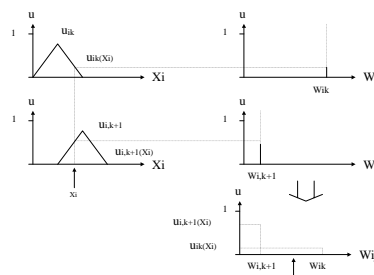 u u
uik
1 1
uik(Xi)
Xi W
Wik
u u
1 ui,k+1 1
ui,k+1(Xi)
Xi W
Wi,k+1
xi
u
ui,k+1(Xi) 1
uik(Xi)
Wi
Wi,k+1 Wik